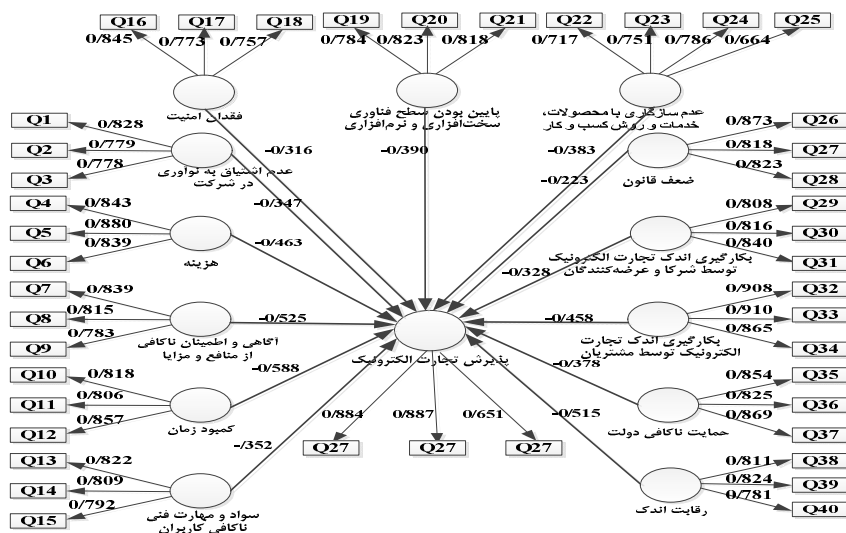 Q16 Q17 Q18 Q19 Q20 Q21 Q22 Q23 Q24 Q25
0/845 0/773 0/757 0/784 0/823 0/818 0/717 0/751 0/786 0/664
فقدان امنیت
پایین بودن سطح فناوری
سخت‌افزاری و نرم‌افزاری
عدم سازگاری با محصولات،
خدمات و روش کسب و کار
-0/316
-0/390
-0/383
Q1 0/828
Q2 0/779
Q3 0/778
عدم اشتیاق به نوآوری
در شرکت
-0/347
Q26 0/873
Q27 0/818
Q28 0/823
ضعف قانون
-0/223
Q4 0/843
Q5 0/880
Q6 0/839
هزینه
-0/463
Q29 0/808
Q30 0/816
Q31 0/840
بکارگیری اندک تجارت الکترونیک
توسط شرکا و عرضه‌کنندگان
-0/328
Q7 0/839
Q8 0/815
Q9 0/783
آگاهی و اطمینان ناکافی
از منافع و مزایا
-0/525
Q32 0/908
Q33 0/910
Q34 0/865
بکارگیری اندک تجارت
الکترونیک توسط مشتریان
-0/458
پذیرش تجارت الکترونیک
Q10 0/818
Q11 0/806
Q12 0/857
کمبود زمان
-0/588
Q35 0/854
Q36 0/825
Q37 0/869
حمایت ناکافی دولت
-0/378
0/884 0/887 0/651
Q27 Q27 Q27
Q13 0/822
Q14 0/809
Q15 0/792
سواد و مهارت فنی
ناکافی کاربران
-/352
Q38 0/811
Q39 0/824
Q40 0/781
رقابت اندک
-0/515